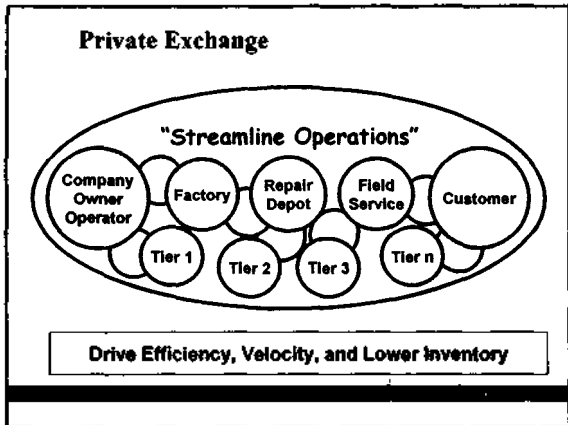 Private Exchange
"Streamline Operations"
Company
Owner
Operator
Factory
Repair
Depot
Field
Service
Customer
Tier 1
Tier 2
Tier 3
Tier n
Drive Efficiency, Velocity, and Lower Inventory